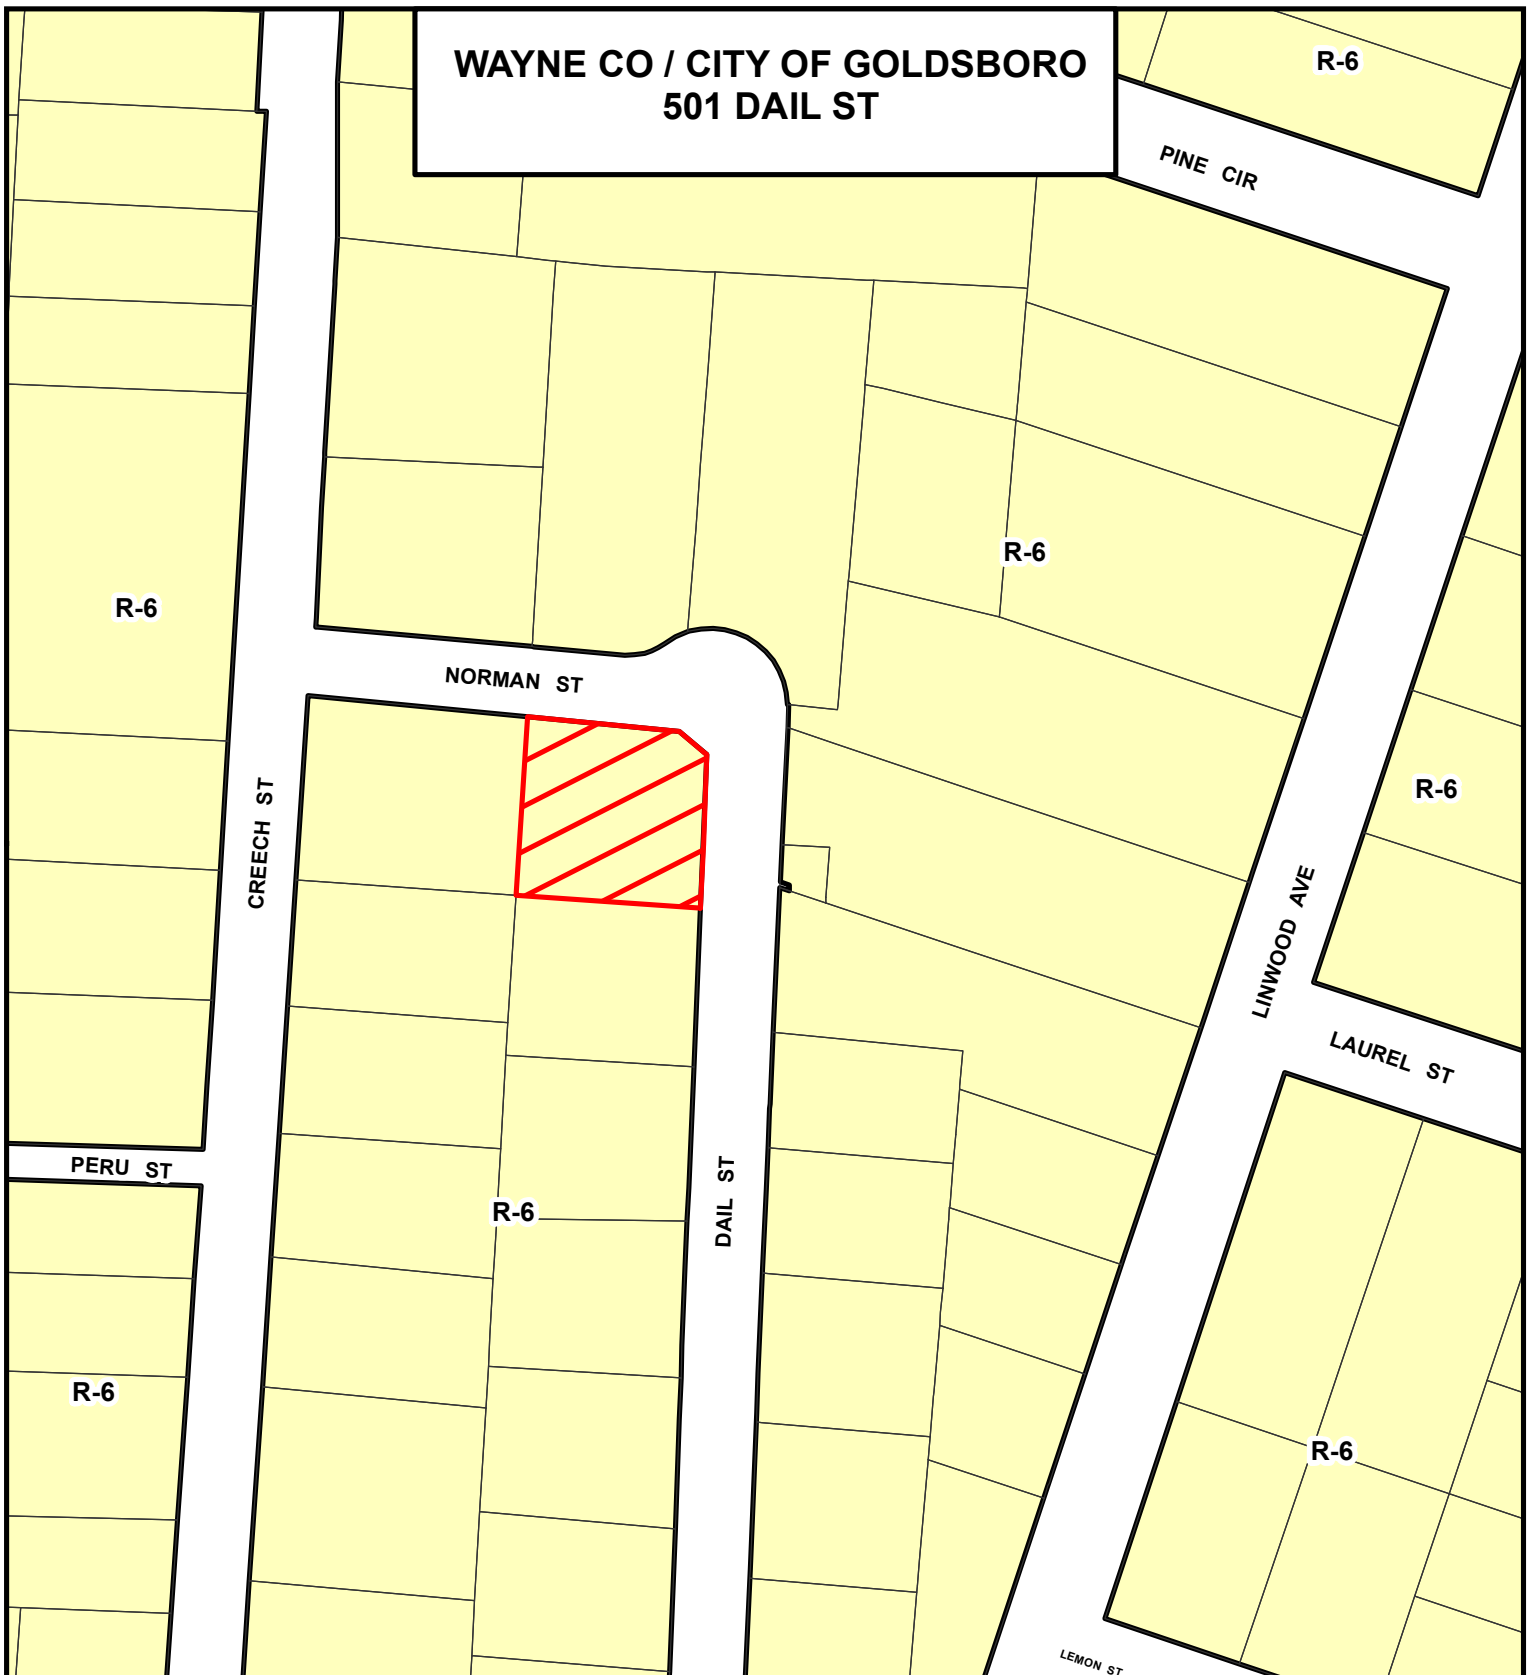 WAYNE CO / CITY OF GOLDSBORO
501 DAIL ST
R-6
PINE CIR
R-6
R-6
NORMAN ST
CREECH ST
R-6
LINWOOD AVE
LAUREL ST
PERU ST
DAIL ST
R-6
R-6
R-6
LEMON ST